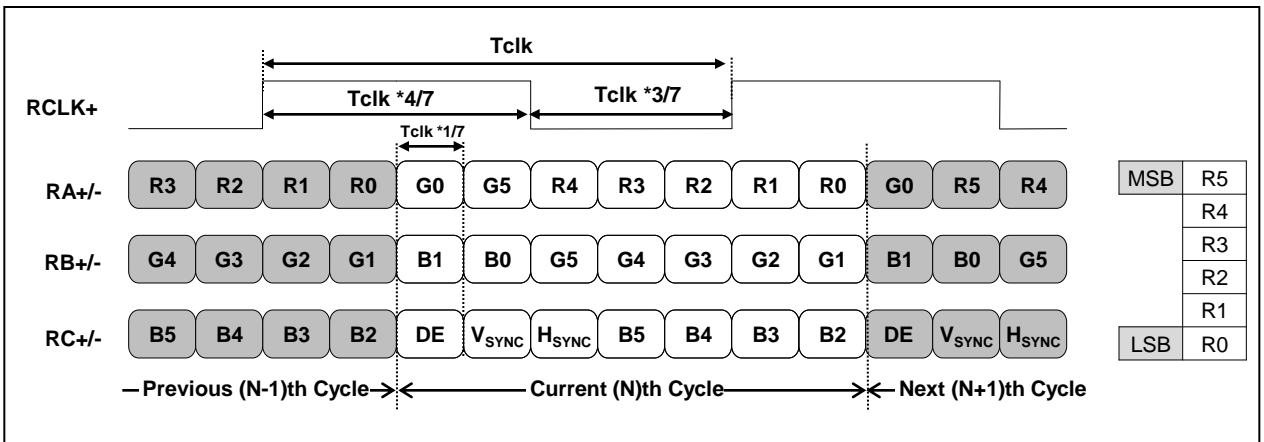 Tclk
RCLK+
Tclk *4/7
Tclk *3/7
Tclk *1/7
RA+/- R3 R2 R1 R0 G0 G5 R4 R3 R2 R1 R0 G0 R5 R4
RB+/- G4 G3 G2 G1 B1 B0 G5 G4 G3 G2 G1 B1 B0 G5
RC+/- B5 B4 B3 B2 DE VSYNC HSYNC B5 B4 B3 B2 DE VSYNC HSYNC
Previous (N-1)th Cycle Current (N)th Cycle Next (N+1)th Cycle
MSB R5
R4
R3
R2
R1
LSB R0